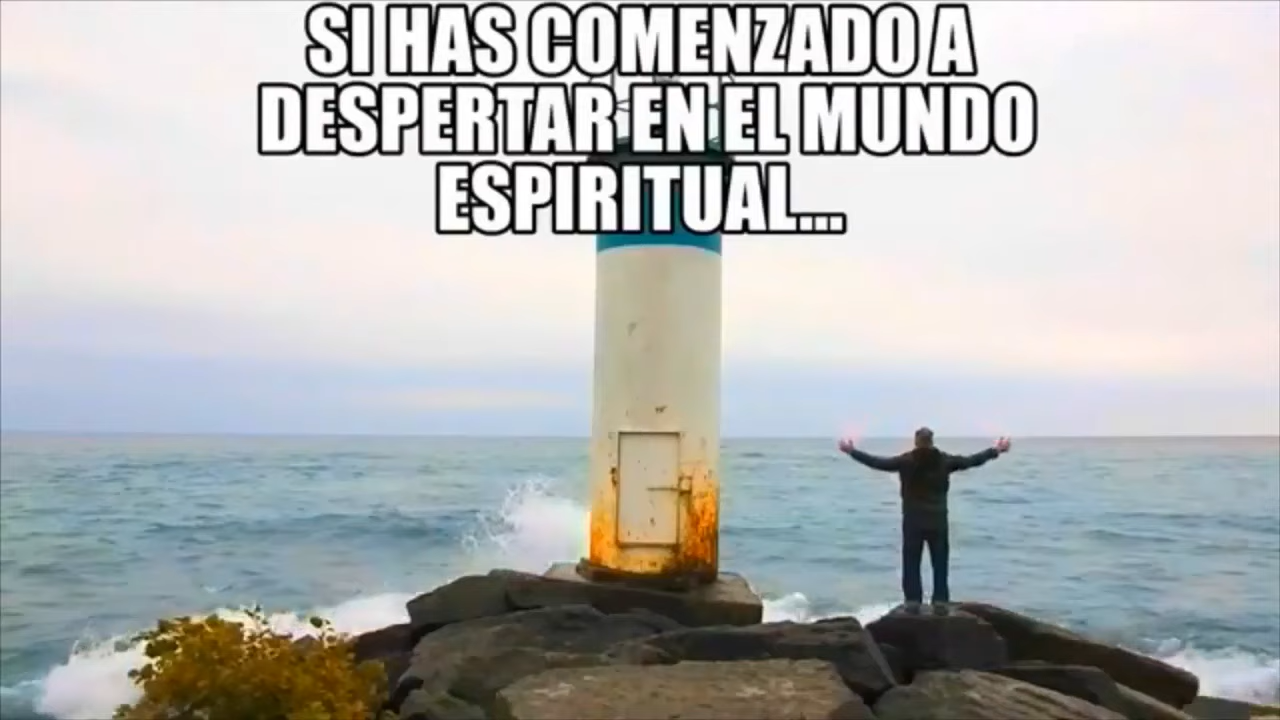 SI HAS COMENZADO A
DESPERTAR EN EL MUNDO
ESPIRITUAL...